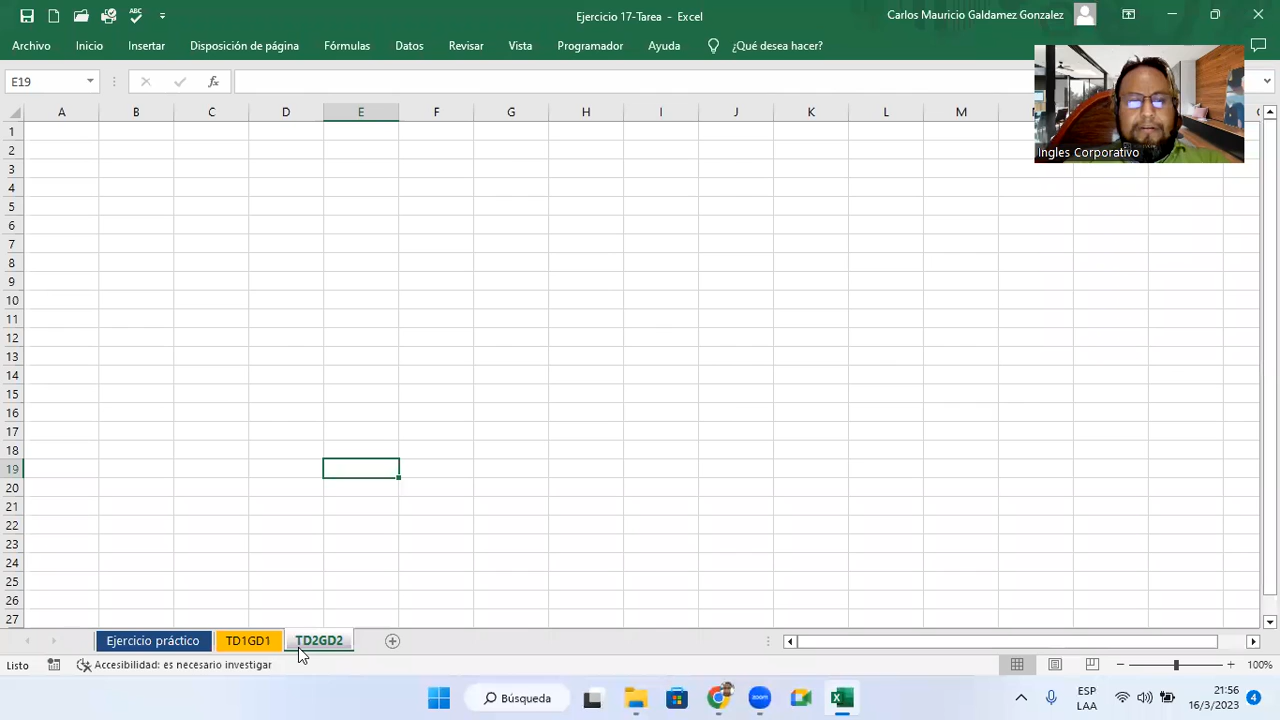 Ejercicio 17-Tarea - Excel
Carlos Mauricio Galdamez Gonzalez
Archivo Inicio Insertar Disposición de página Fórmulas Datos Revisar Vista Programador Ayuda ¿Qué desea hacer?
E19 fx
Ingles Corporativo
A B C D E F G H I J K L M
1
2
3
4
5
6
7
8
9
10
11
12
13
14
15
16
17
18
19
20
21
22
23
24
25
26
27
Ejercicio práctico TD1GD1 TD2GD2
Listo Accesibilidad: es necesario investigar 100%
Búsqueda zoom ESP 21:56
LAA 16/3/2023 4